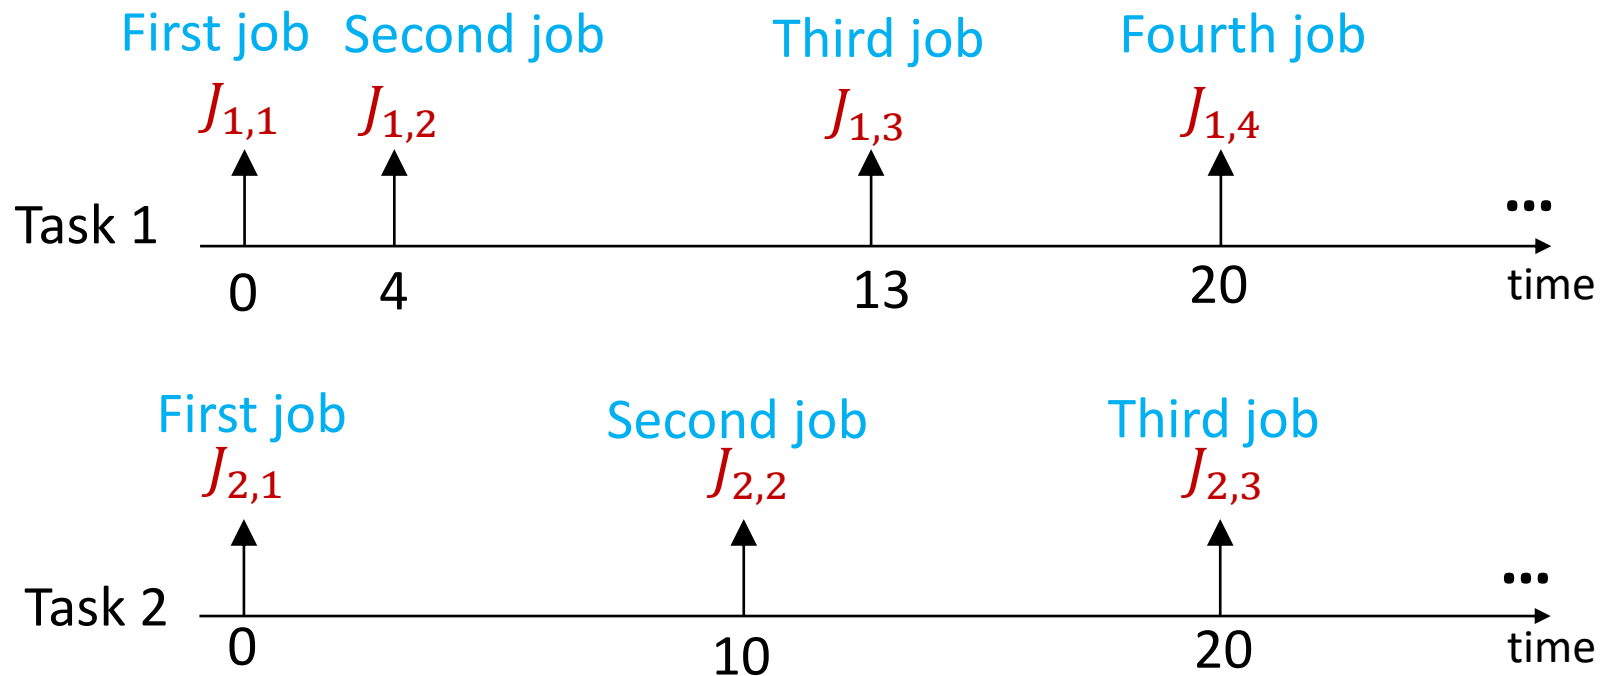 First job Second job Third job Fourth job
J1,1 J1,2 J1,3 J1,4
Task 1 ...
0 4 13 20 time
First job Second job Third job
J2,1 J2,2 J2,3
Task 2 ...
0 10 20 time